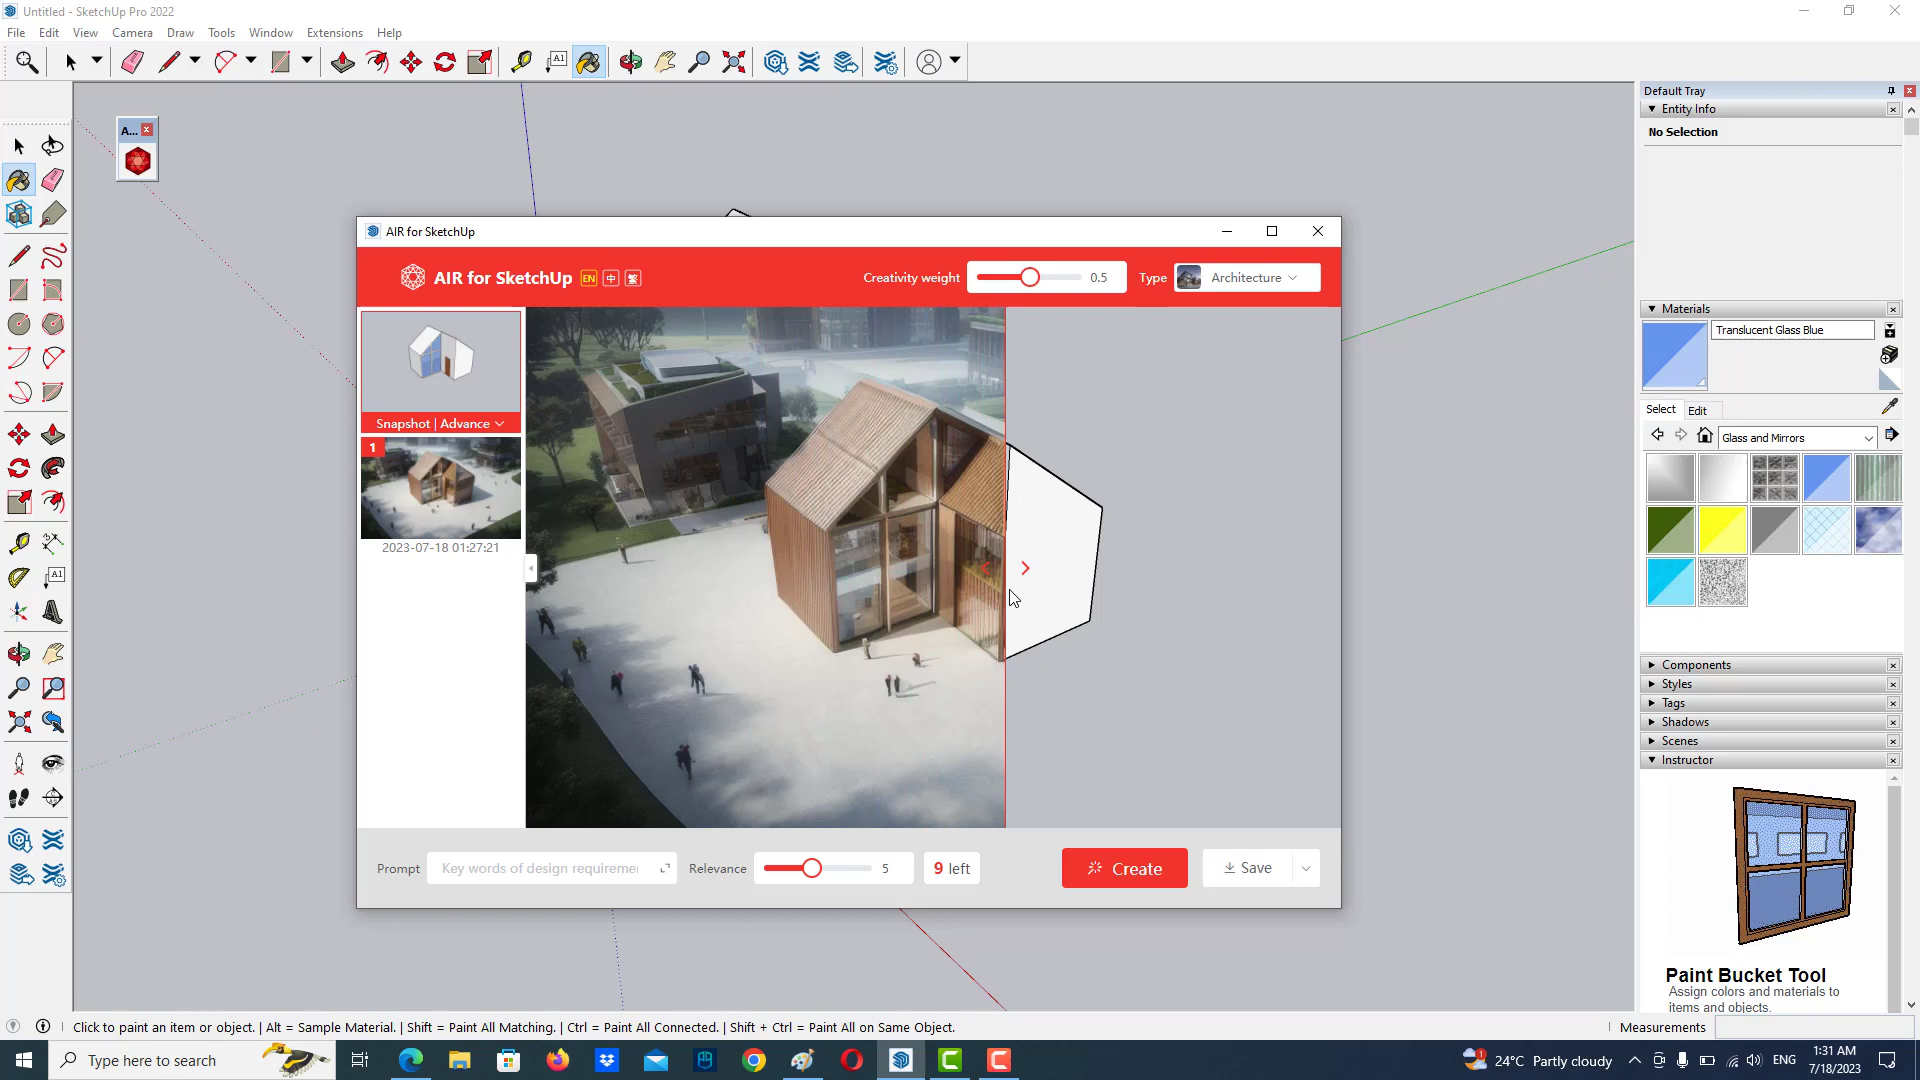 Untitled - SketchUp Pro 2022
File Edit View Camera Draw Tools Window Extensions Help
A1
A...
A1
Default Tray
Entity Info
No Selection
Materials
Translucent Glass Blue
Select Edit
Glass and Mirrors
Components
Styles
Tags
Shadows
Scenes
Instructor
Paint Bucket Tool
Assign colors and materials to
items and objects.
AIR for SketchUp
AIR for SketchUp EN 中 繁
Creativity weight 0.5 Type Architecture
Snapshot | Advance
1
2023-07-18 01:27:21
Prompt Key words of design requiremen Relevance 5 9 left Create Save
Click to paint an item or object. | Alt = Sample Material. | Shift = Paint All Matching. | Ctrl = Paint All Connected. | Shift + Ctrl = Paint All on Same Object.
Measurements
Type here to search
1
24°C Partly cloudy ENG
1:31 AM
7/18/2023